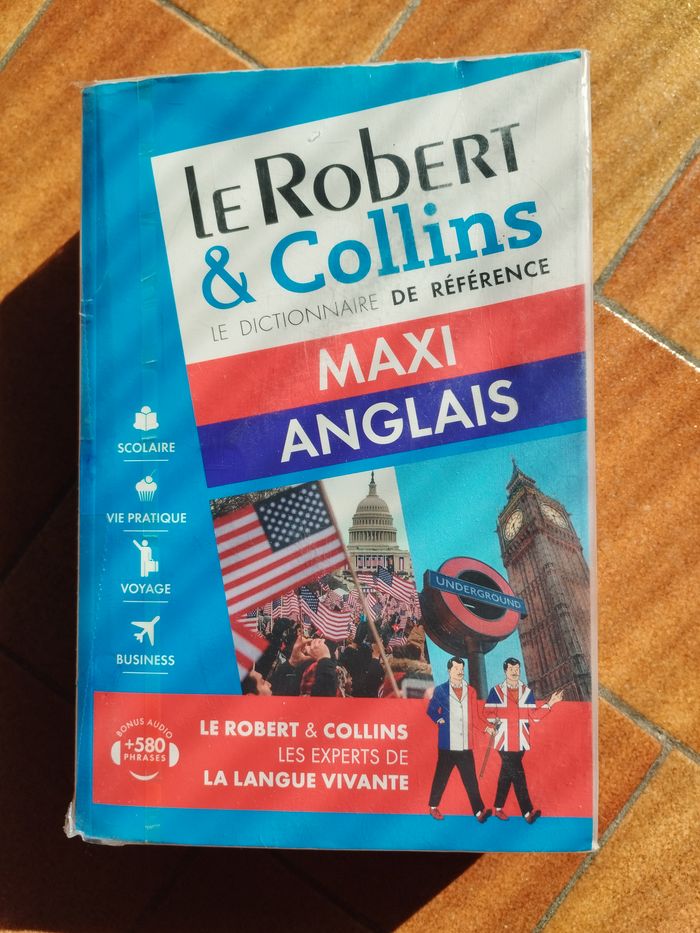 le Robert
& Collins
LE DICTIONNAIRE DE RÉFÉRENCE
MAXI
ANGLAIS
SCOLAIRE
VIE PRATIQUE
VOYAGE
BUSINESS
UNDERGROUND
BONUS AUDIO
+580
PHRASES
LE ROBERT & COLLINS
LES EXPERTS DE
LA LANGUE VIVANTE